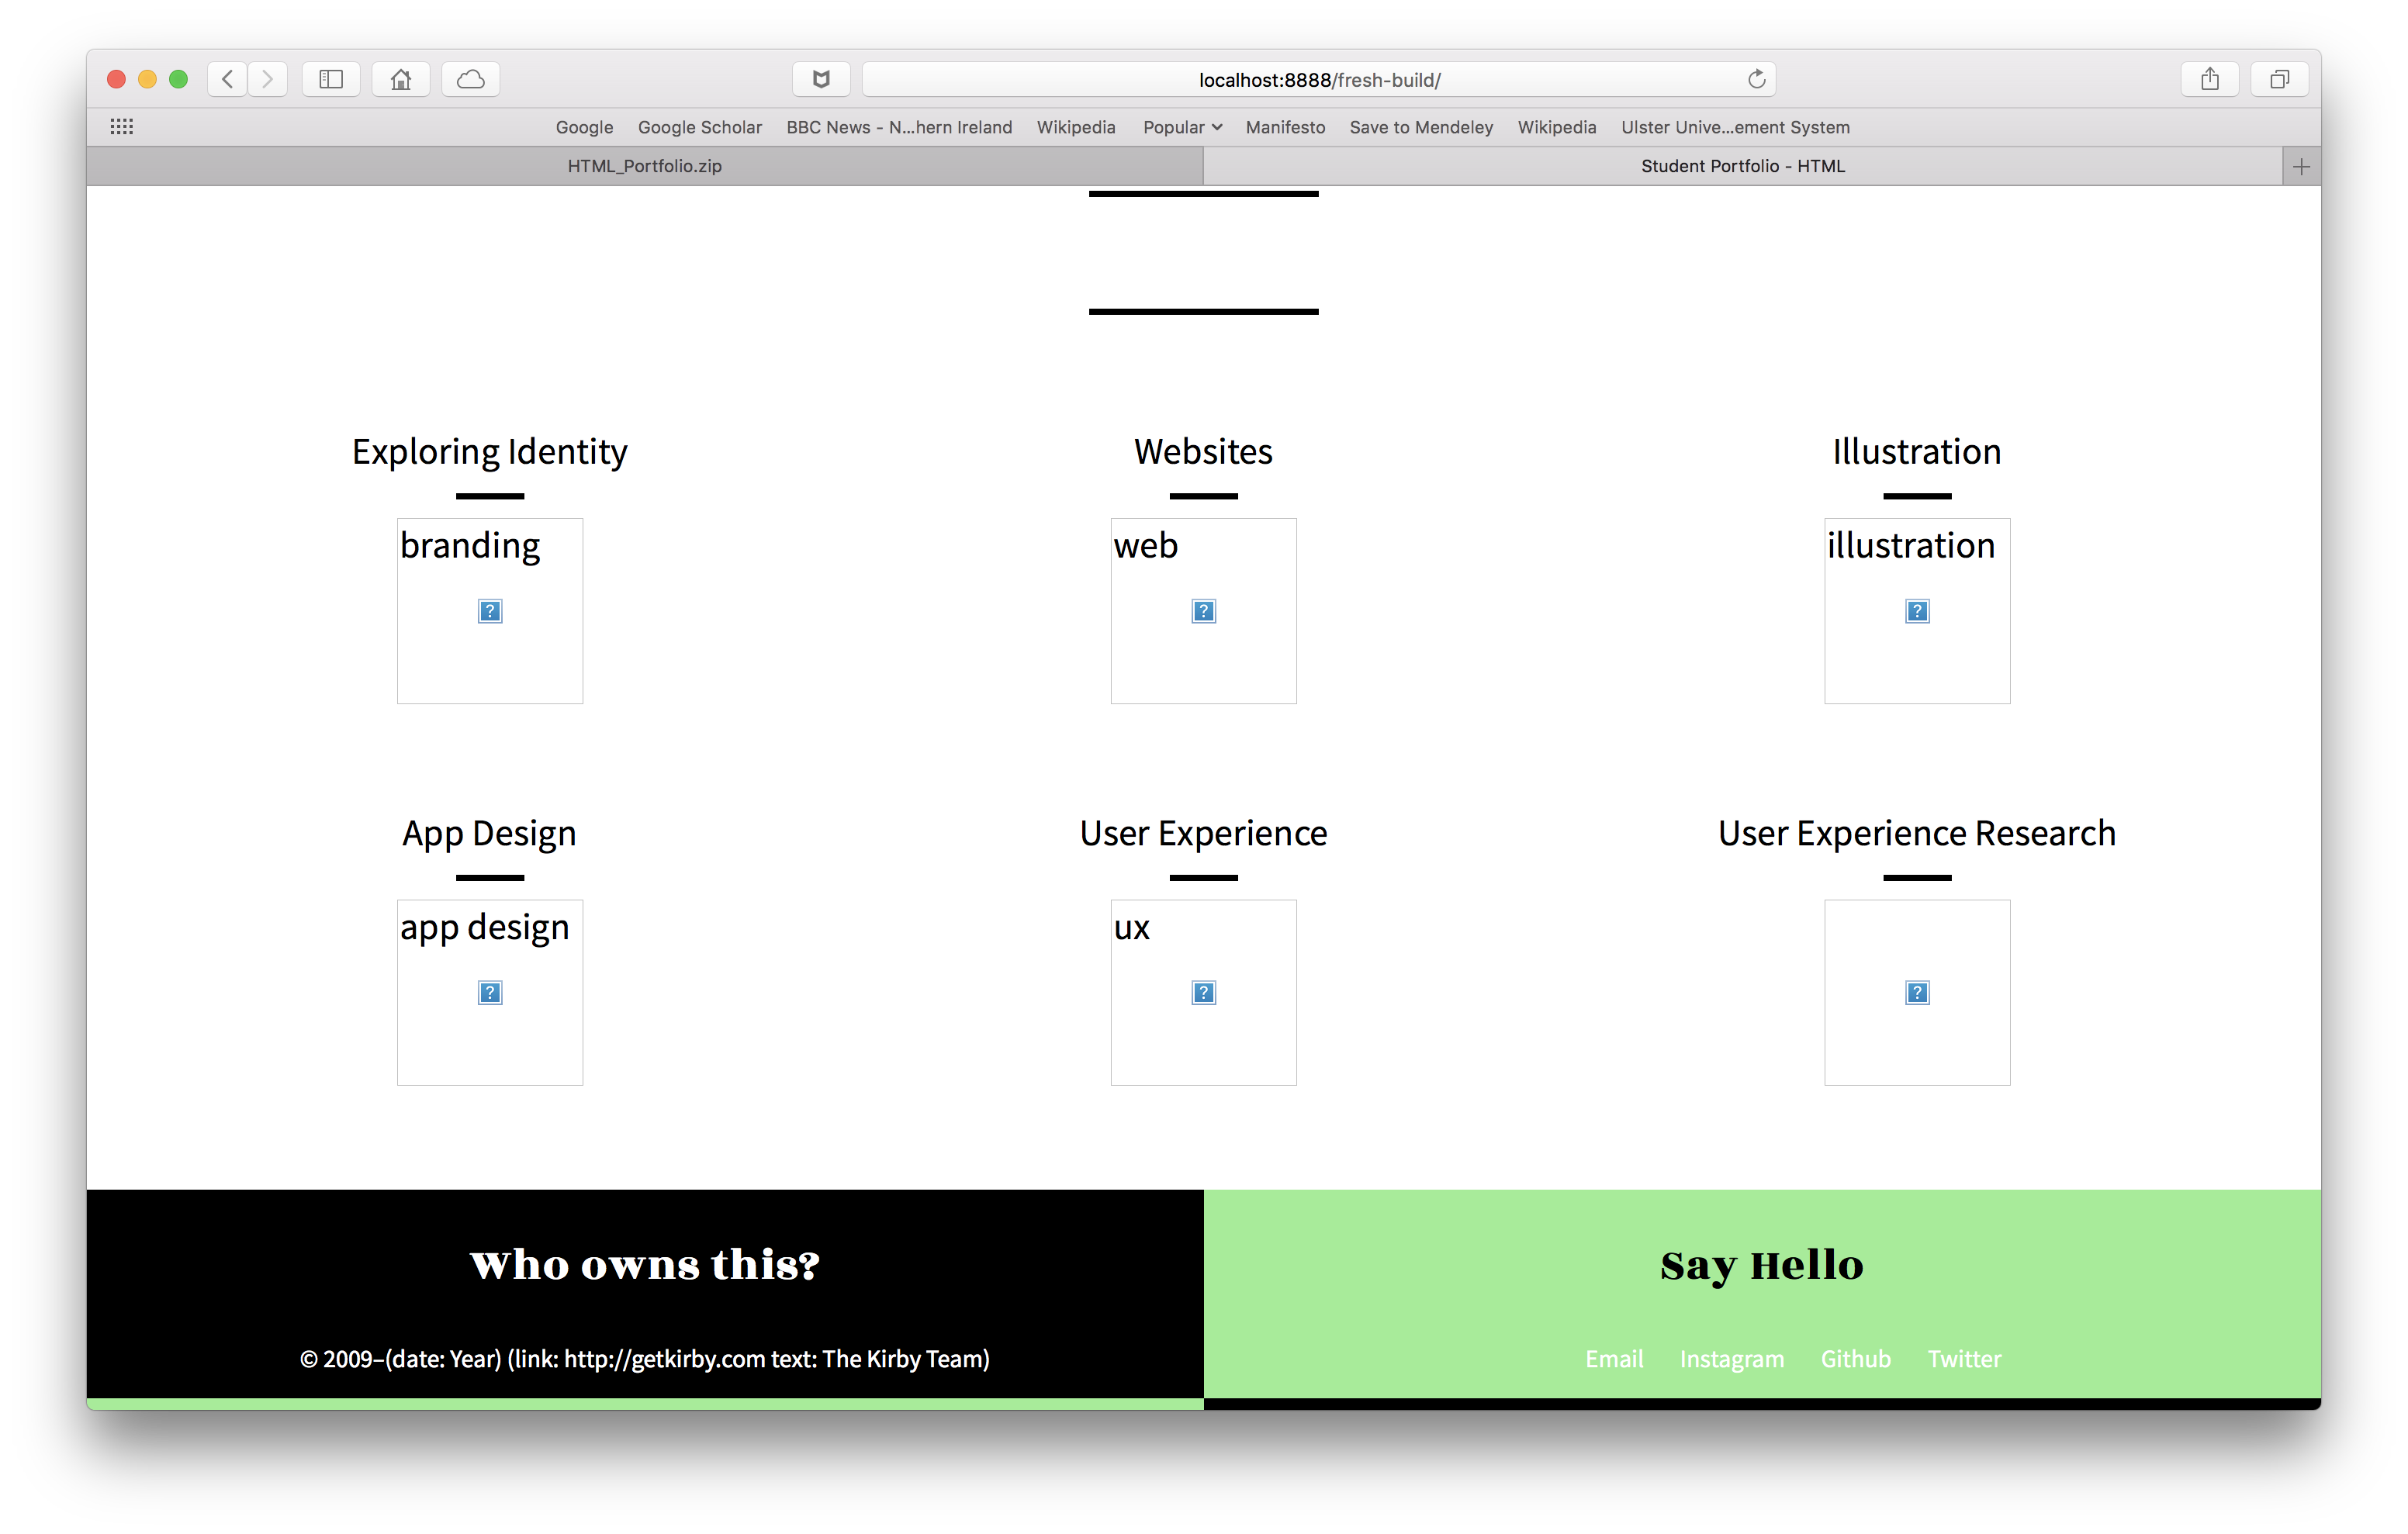 localhost:8888/fresh-build/
Google Google Scholar BBC News - N...hern Ireland Wikipedia Popular Manifesto Save to Mendeley Wikipedia Ulster Unive...ement System
HTML_Portfolio.zip Student Portfolio - HTML
Exploring Identity Websites Illustration
branding web illustration
App Design User Experience User Experience Research
app design ux
Who owns this? Say Hello
© 2009–(date: Year) (link: http://getkirby.com text: The Kirby Team) Email Instagram Github Twitter